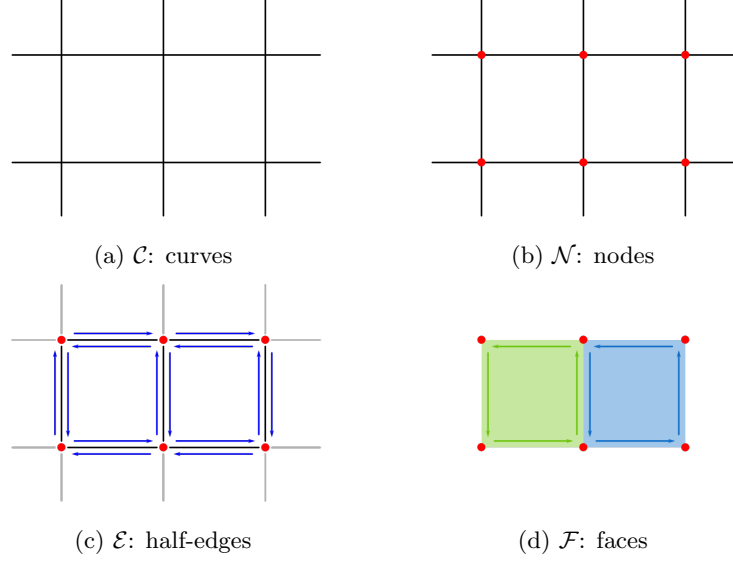 (a) 𝒞: curves
(b) 𝒩: nodes
(c) ℰ: half-edges
(d) ℱ: faces